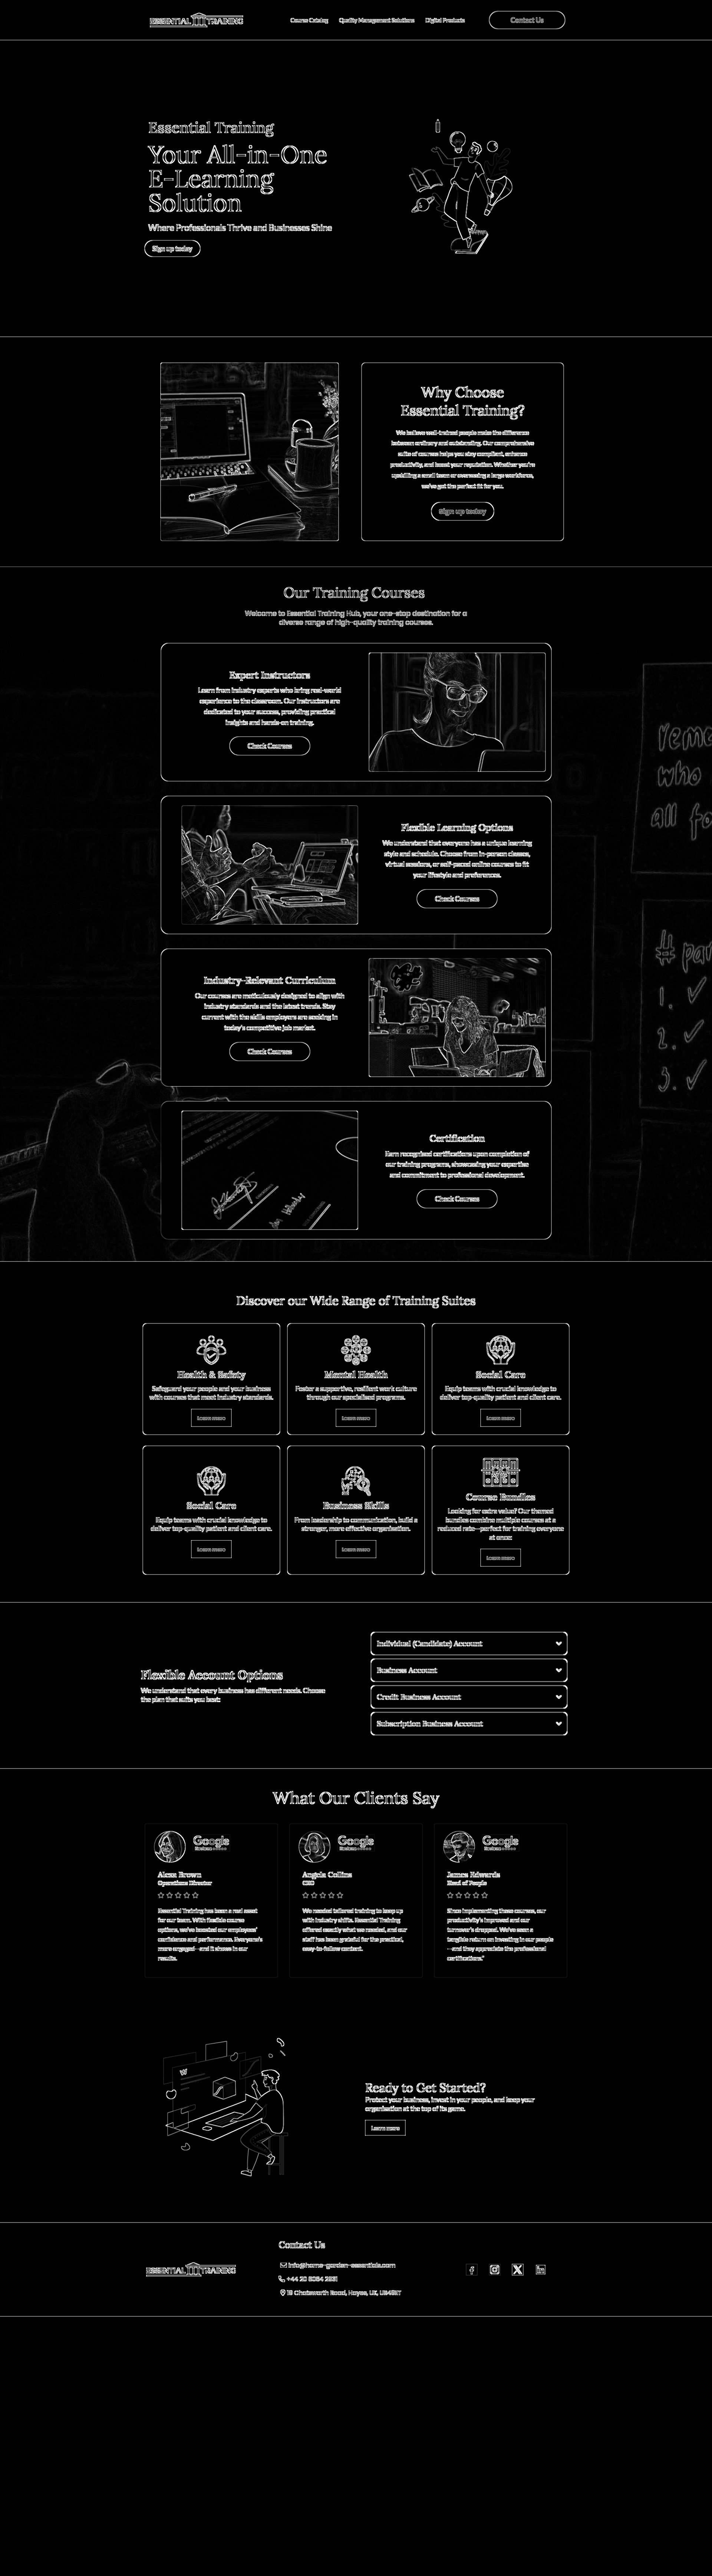 ESSENTIAL TRAINING
Course Catalog
Quality Management Solutions
Digital Products
Contact Us
Essential Training
Your All-in-One
E-Learning
Solution
Where Professionals Thrive and Businesses Shine
Sign up today
Why Choose
Essential Training?
We believe well-trained people make the difference
between ordinary and outstanding. Our comprehensive
suite of courses helps you stay compliant, enhance
productivity, and boost your reputation. Whether you're
upskilling a small team or overseeing a large workforce,
we've got the perfect fit for you.
Sign up today
Our Training Courses
Welcome to Essential Training Hub, your one-stop destination for a
diverse range of high-quality training courses.
Expert Instructors
Learn from industry experts who bring real-world
experience to the classroom. Our instructors are
dedicated to your success, providing practical
insights and hands-on training.
Check Courses
Flexible Learning Options
We understand that everyone has a unique learning
style and schedule. Choose from in-person classes,
virtual sessions, or self-paced online courses to fit
your lifestyle and preferences.
Check Courses
Industry-Relevant Curriculum
Our courses are meticulously designed to align with
industry standards and the latest trends. Stay
current with the skills employers are seeking in
today's competitive job market.
Check Courses
Certification
Earn recognised certifications upon completion of
our training programs, showcasing your expertise
and commitment to professional development.
Check Courses
who
all fo
1.
2.
3.
Discover our Wide Range of Training Suites
Health & Safety
Safeguard your people and your business
with courses that meet industry standards.
Learn more
Mental Health
Foster a supportive, resilient work culture
through our specialised programs.
Learn more
Social Care
Equip teams with crucial knowledge to
deliver top-quality patient and client care.
Learn more
Social Care
Equip teams with crucial knowledge to
deliver top-quality patient and client care.
Learn more
Business Skills
From leadership to communication, build a
stronger, more effective organisation.
Learn more
Course Bundles
Looking for extra value? Our themed
bundles combine multiple courses at a
reduced rate—perfect for training everyone
at once:
Learn more
Flexible Account Options
We understand that every business has different needs. Choose
the plan that suits you best:
Individual (Candidate) Account
Business Account
Credit Business Account
Subscription Business Account
What Our Clients Say
Google
Alexa Brown
Operations Director
Essential Training has been a real asset
for our team. With flexible course
options, we've boosted our employees'
confidence and performance. Everyone's
more engaged—and it shows in our
results.
Google
Angela Collins
CEO
We needed tailored training to keep up
with industry shifts. Essential Training
offered exactly what we needed, and our
staff has been grateful for the practical,
easy-to-follow content.
Google
James Edwards
Head of People
Since implementing these courses, our
productivity's improved and our
turnover's dropped. We've seen a
tangible return on investing in our people
—and they appreciate the professional
certifications."
Ready to Get Started?
Protect your business, invest in your people, and keep your
organisation at the top of its game.
Learn more
ESSENTIAL TRAINING
Contact Us
info@home-garden-essentials.com